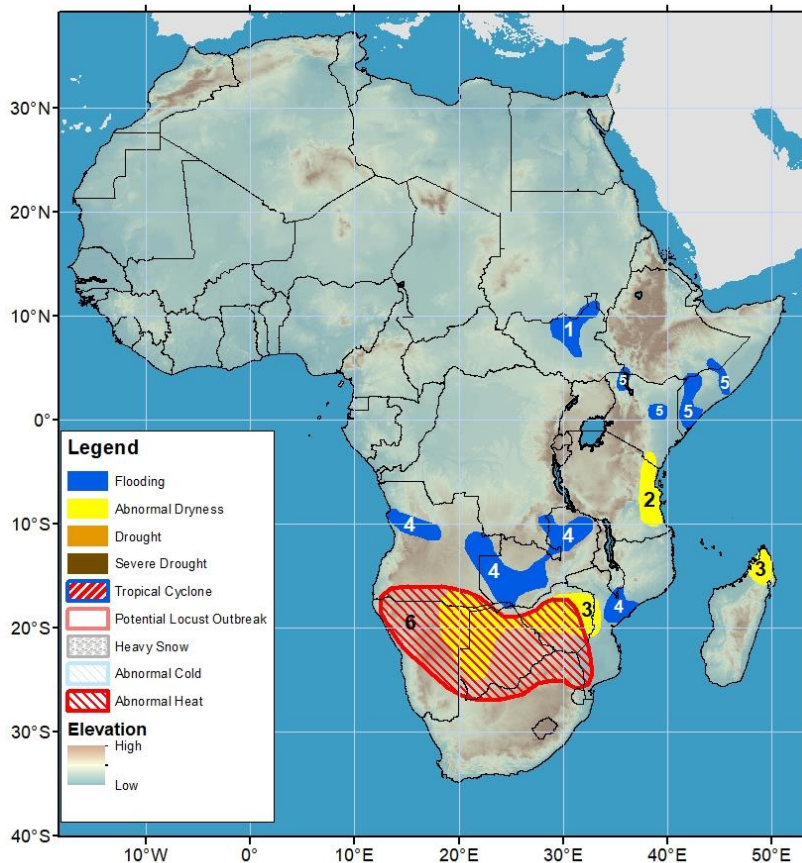 30°N
20°N
10°N
0°
10°S
20°S
30°S
40°S
1
5
5
5
5
2
4
4
4
3
4
3
6
Legend
Flooding
Abnormal Dryness
Drought
Severe Drought
Tropical Cyclone
Potential Locust Outbreak
Heavy Snow
Abnormal Cold
Abnormal Heat
Elevation
High
Low
10°W
0°
10°E
20°E
30°E
40°E
50°E